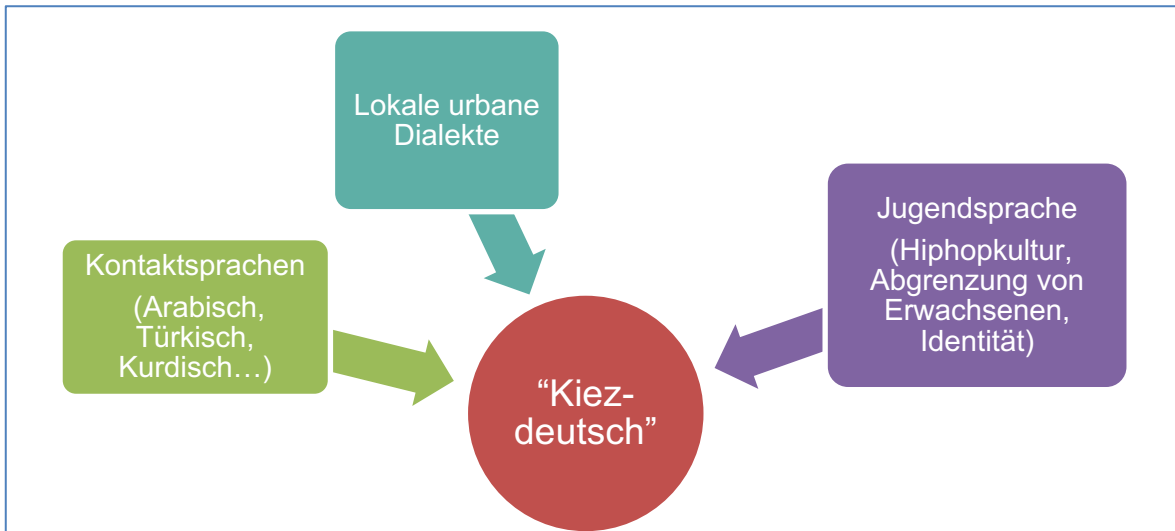 Lokale urbane
Dialekte
Kontaktsprachen
(Arabisch,
Türkisch,
Kurdisch…)
Jugendsprache
(Hiphopkultur,
Abgrenzung von
Erwachsenen,
Identität)
“Kiez-
deutsch”